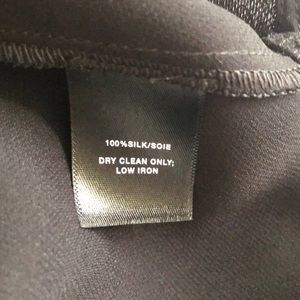 100%SILK/SOIE
DRY CLEAN ONLY;
LOW IRON